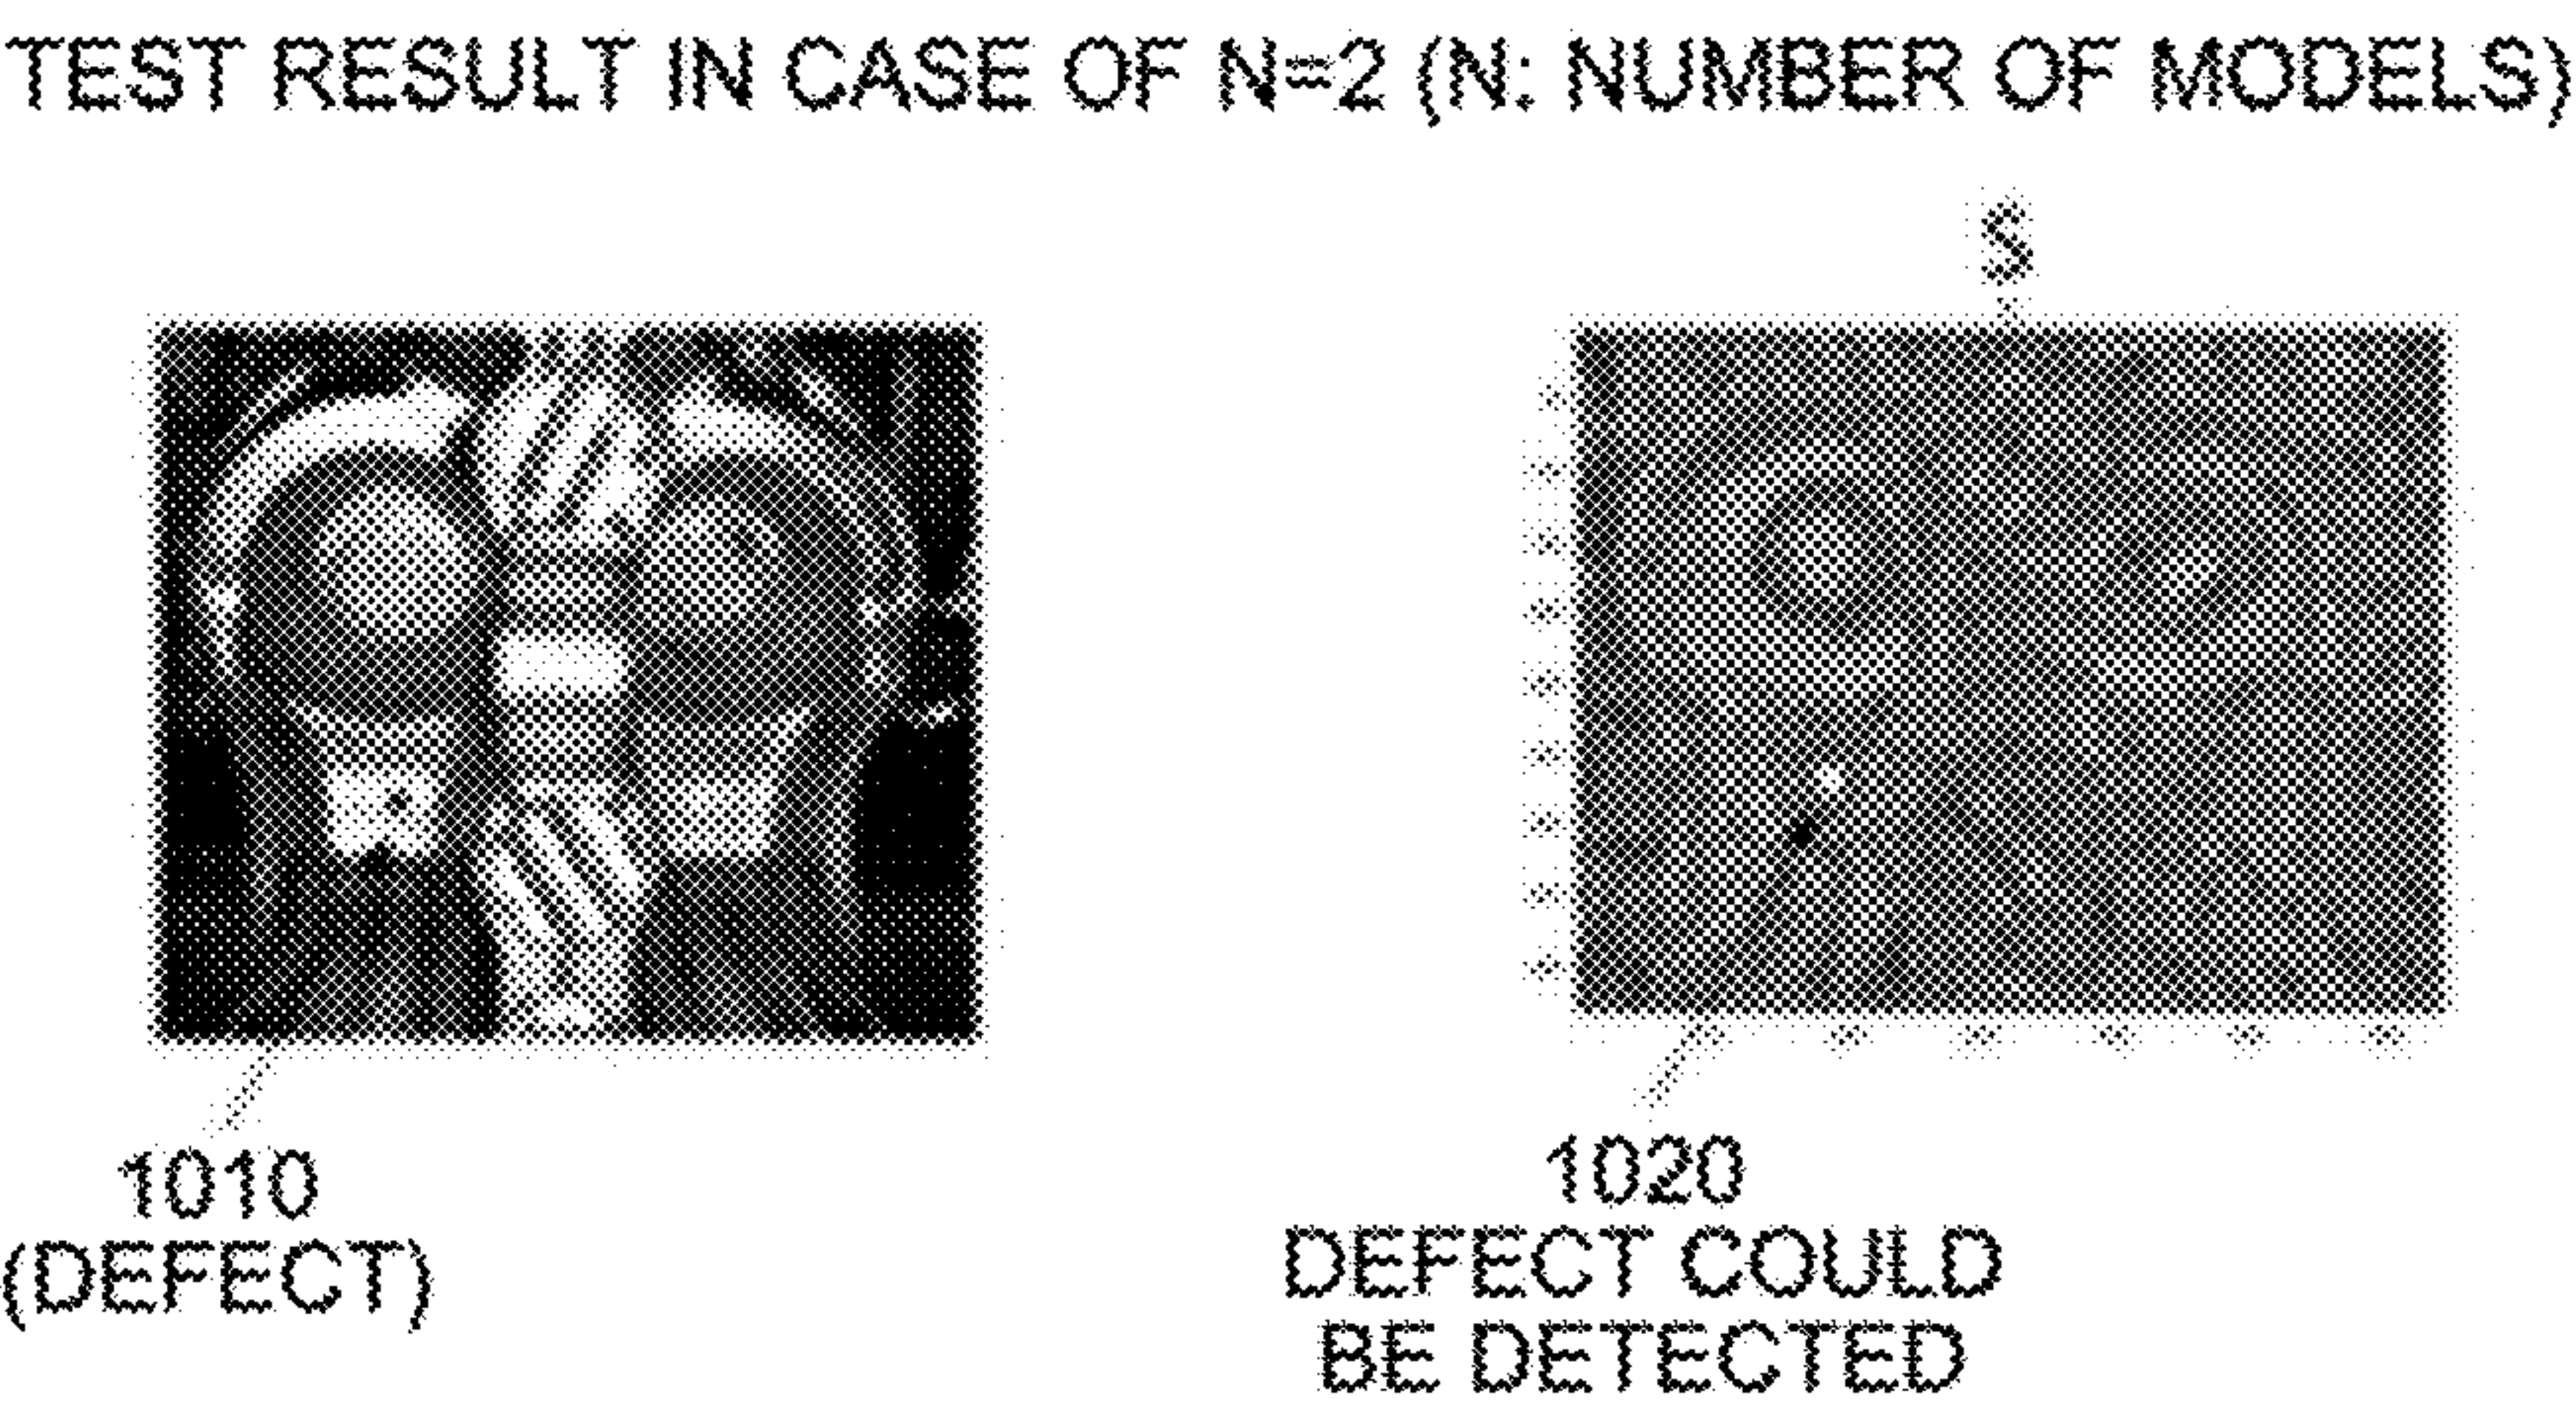 TEST RESULT IN CASE OF N=2 (N: NUMBER OF MODELS)
S
1010
(DEFECT)
1020
DEFECT COULD
BE DETECTED